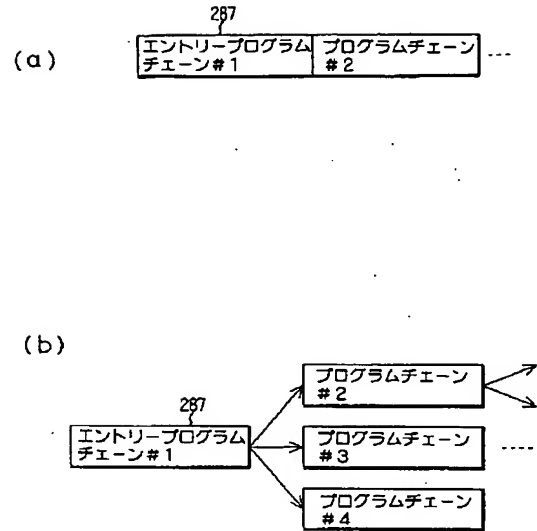 287
(a)
エントリープログラム プログラムチェーン
チェーン#1 #2
(b)
プログラムチェーン
#2
287
エントリープログラム
チェーン#1
プログラムチェーン
#3
プログラムチェーン
#4